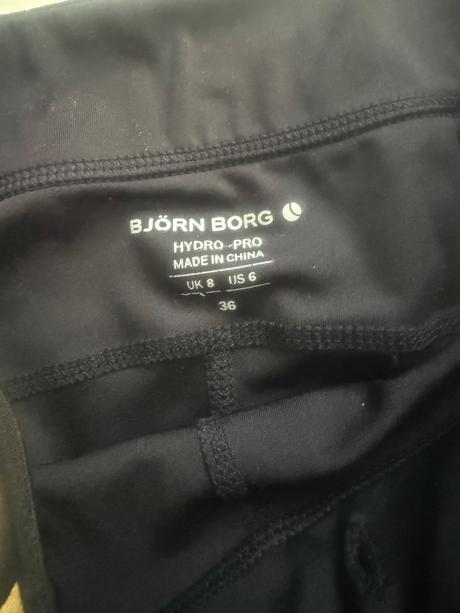 BJÖRN BORG
HYDRO-PRO
MADE IN CHINA
UK 8 US 6
36